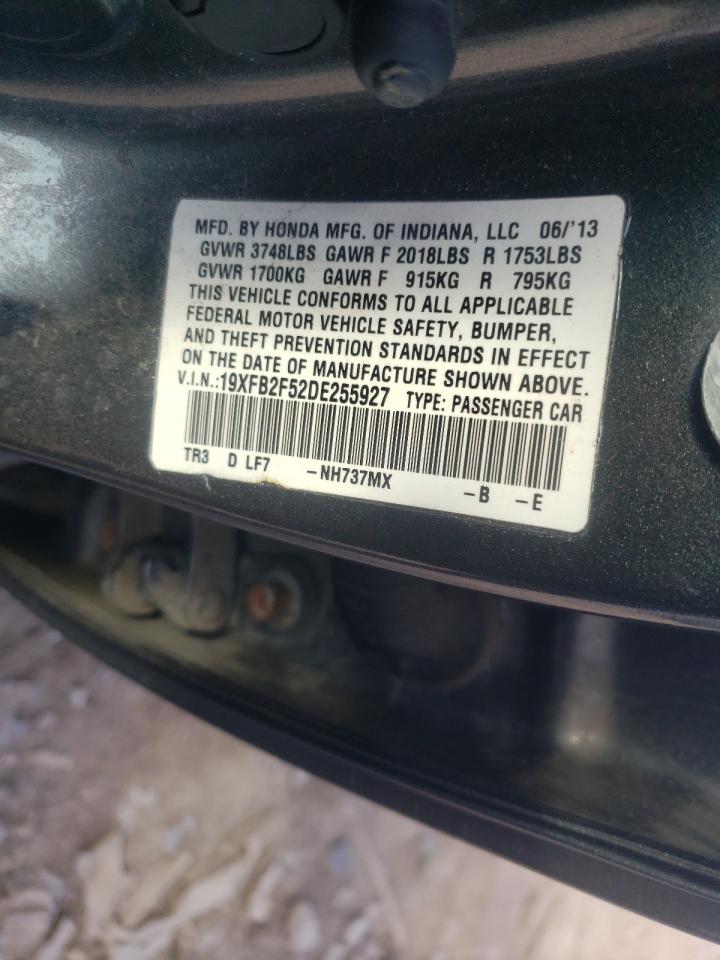 MFD. BY HONDA MFG. OF INDIANA, LLC 06/'13
GVWR 3748LBS GAWR F 2018LBS R 1753LBS
GVWR 1700KG GAWR F 915KG R 795KG
THIS VEHICLE CONFORMS TO ALL APPLICABLE
FEDERAL MOTOR VEHICLE SAFETY, BUMPER,
AND THEFT PREVENTION STANDARDS IN EFFECT
ON THE DATE OF MANUFACTURE SHOWN ABOVE.
V.I.N.:19XFB2F52DE255927 TYPE: PASSENGER CAR
TR3 D LF7 -NH737MX -B -E